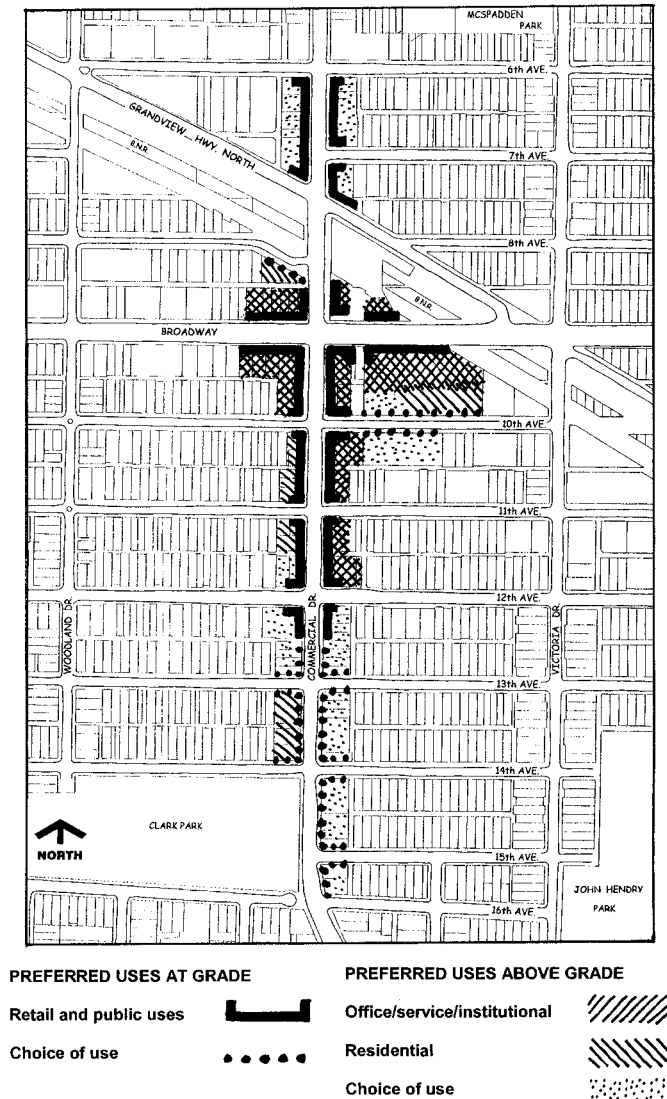 MCSPADDEN
PARK
6th AVE.
GRANDVIEW HWY. NORTH
B.N.R.
7th AVE.
8th AVE.
B.N.R.
BROADWAY
10th AVE.
11th AVE.
12th AVE.
WOODLAND DR.
COMMERCIAL DR.
VICTORIA DR.
13th AVE.
14th AVE.
CLARK PARK
NORTH
15th AVE.
JOHN HENDRY
PARK
16th AVE.
PREFERRED USES AT GRADE
Retail and public uses
Choice of use
PREFERRED USES ABOVE GRADE
Office/service/institutional
Residential
Choice of use